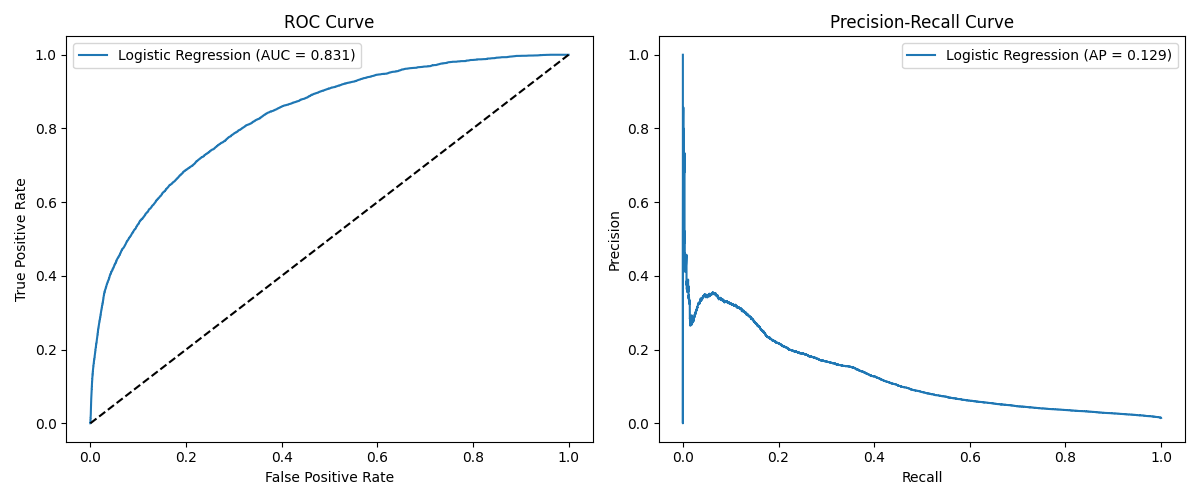 ROC Curve
Logistic Regression (AUC = 0.831)
True Positive Rate
1.0
0.8
0.6
0.4
0.2
0.0
0.0 0.2 0.4 0.6 0.8 1.0
False Positive Rate
Precision-Recall Curve
Logistic Regression (AP = 0.129)
Precision
1.0
0.8
0.6
0.4
0.2
0.0
0.0 0.2 0.4 0.6 0.8 1.0
Recall